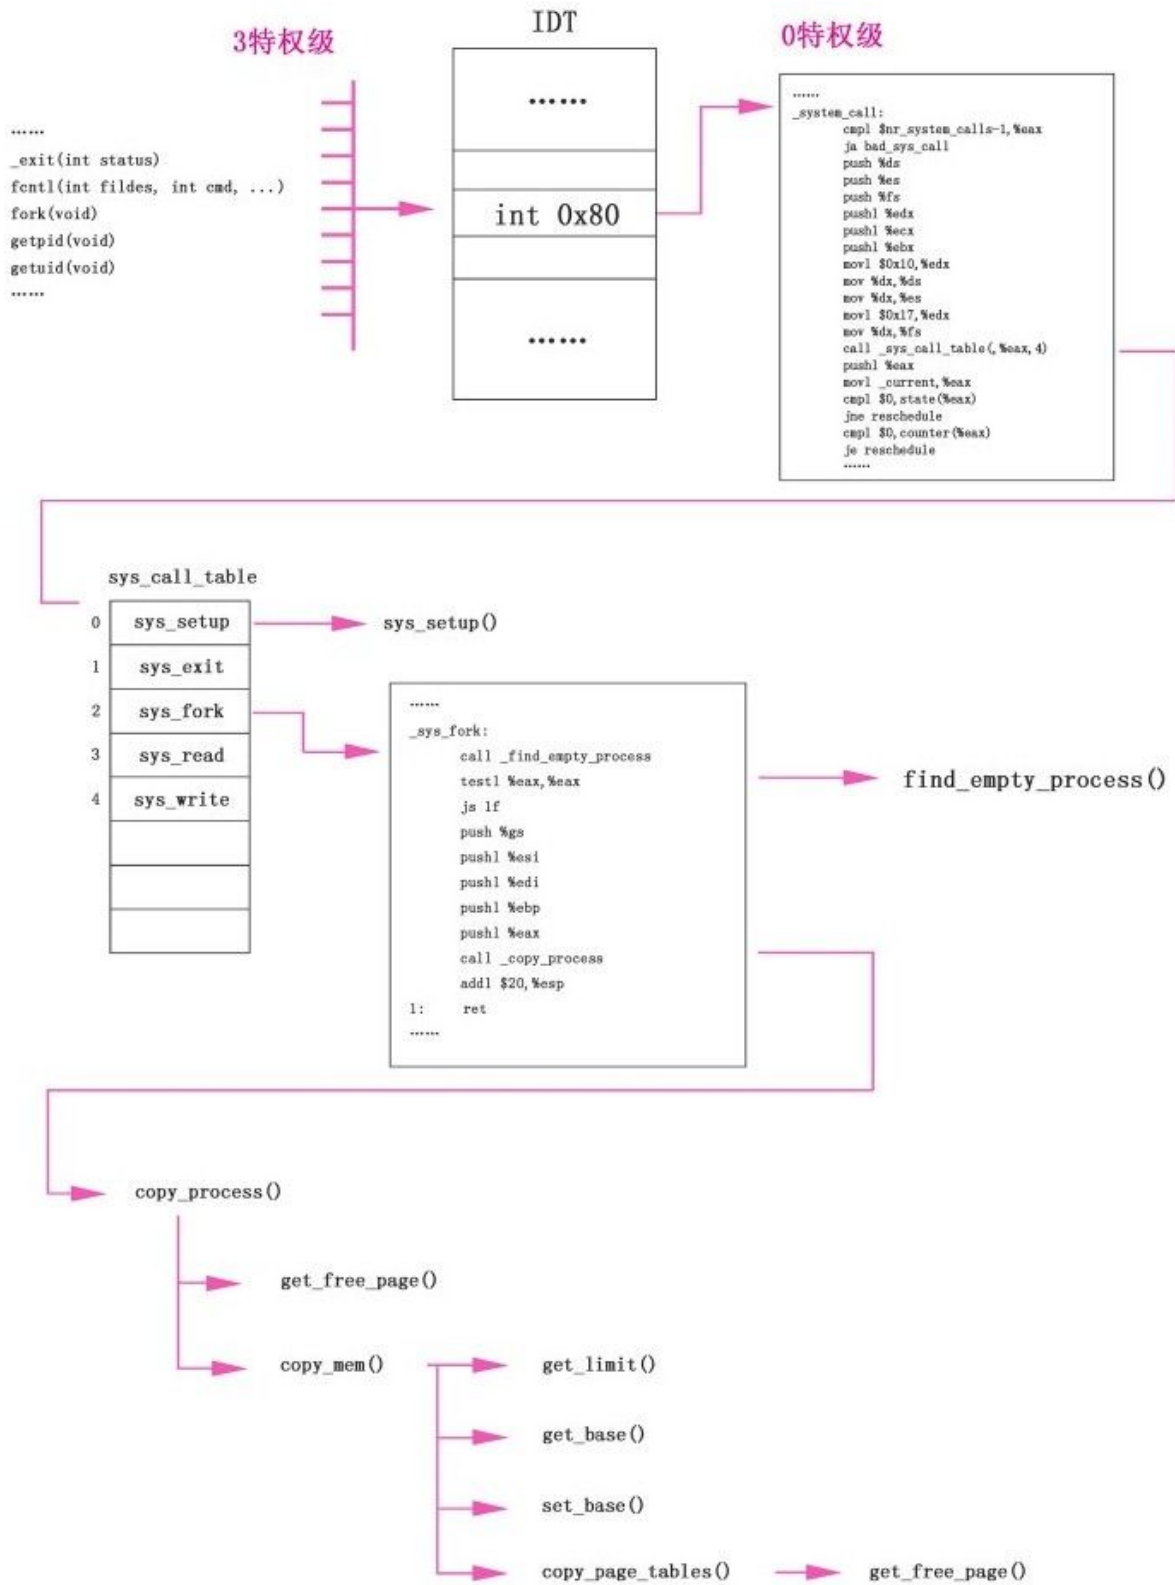 3特权级
IDT
0特权级
……
_exit(int status)
fcntl(int fildes, int cmd, ...)
fork(void)
getpid(void)
getuid(void)
……
……
int 0x80
……
……
_system_call:
cmpl $nr_system_calls-1,%eax
ja bad_sys_call
push %ds
push %es
push %fs
pushl %edx
pushl %ecx
pushl %ebx
movl $0x10,%edx
mov %dx,%ds
mov %dx,%es
movl $0x17,%edx
mov %dx,%fs
call _sys_call_table(,%eax,4)
pushl %eax
movl _current,%eax
cmpl $0,state(%eax)
jne reschedule
cmpl $0,counter(%eax)
je reschedule
……
sys_call_table
0 sys_setup
1 sys_exit
2 sys_fork
3 sys_read
4 sys_write
sys_setup()
……
_sys_fork:
call _find_empty_process
testl %eax,%eax
js 1f
push %gs
pushl %esi
pushl %edi
pushl %ebp
pushl %eax
call _copy_process
addl $20,%esp
1: ret
……
find_empty_process()
copy_process()
get_free_page()
copy_mem()
get_limit()
get_base()
set_base()
copy_page_tables()
get_free_page()